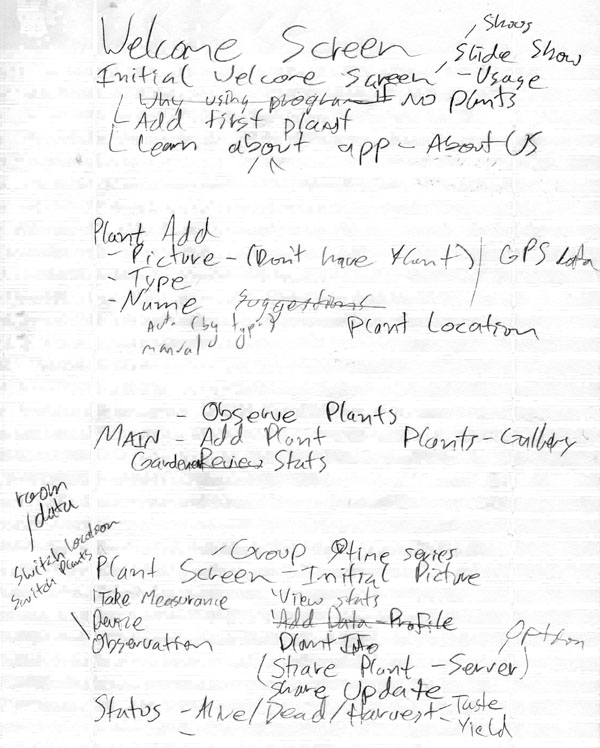 Welcome Screen
Shows
Slide Show
Initial Welcome Screen - Usage
Why using program If No Plants
Add first plant
Learn about app - About US
Plant Add
- Picture - (Don't have Plant) GPS data
- Type
- Name Suggestions
Auto (by type?) Plant Location
manual
- Observe Plants
MAIN - Add Plant Plants - Gallery
Gardener Review Stats
room
data
Switch Location
Switch Plants
Group time series
Plant Screen - Initial Picture
Take Measurance View stats
Device Add Data - Profile
Observation Plant Info
Option
(Share Plant - Server)
Share Update
Status - Alive/Dead/Harvest - Taste
Yield